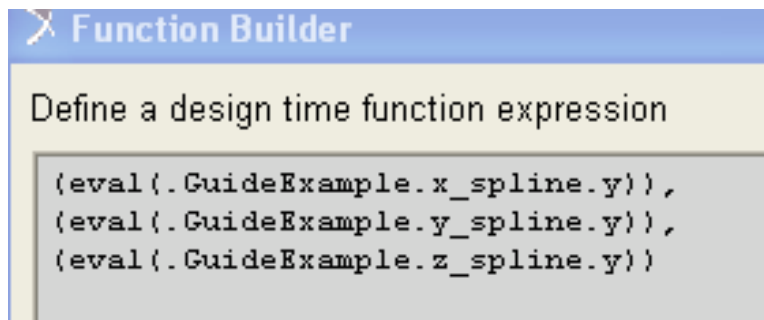 Function Builder
Define a design time function expression
(eval(.GuideExample.x_spline.y)),
(eval(.GuideExample.y_spline.y)),
(eval(.GuideExample.z_spline.y))